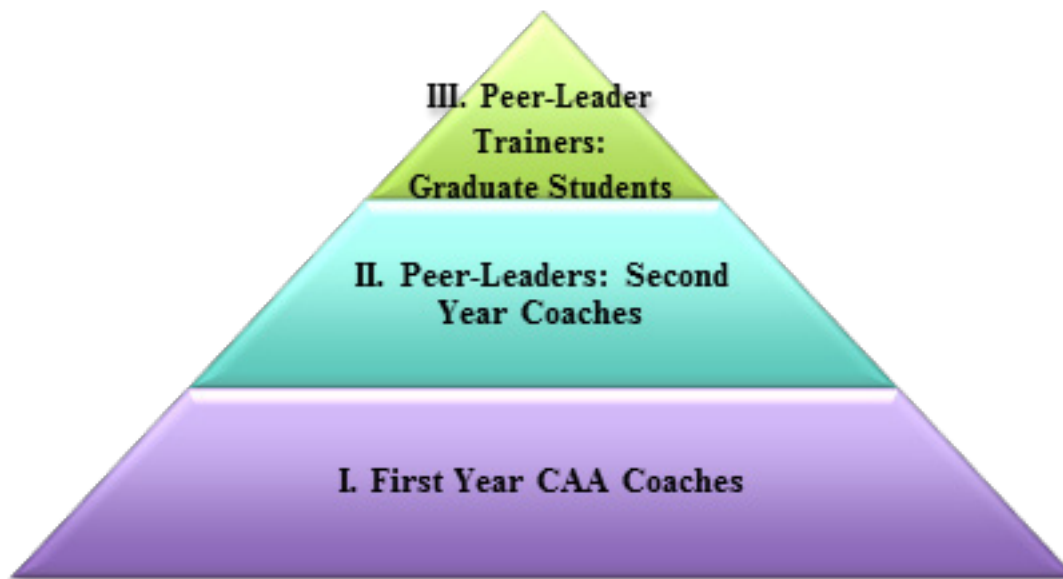 III. Peer-Leader
Trainers:
Graduate Students
II. Peer-Leaders: Second
Year Coaches
I. First Year CAA Coaches